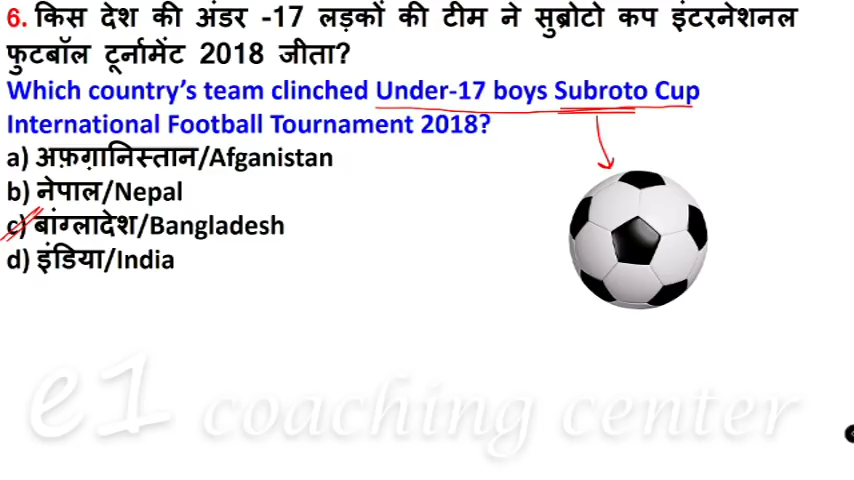 6. किस देश की अंडर -17 लड़कों की टीम ने सुब्रोटो कप इंटरनेशनल
फुटबॉल टूर्नामेंट 2018 जीता?
Which country's team clinched Under-17 boys Subroto Cup
International Football Tournament 2018?
a) अफ़ग़ानिस्तान/Afganistan
b) नेपाल/Nepal
c) बांग्लादेश/Bangladesh
d) इंडिया/India
e1 coaching center